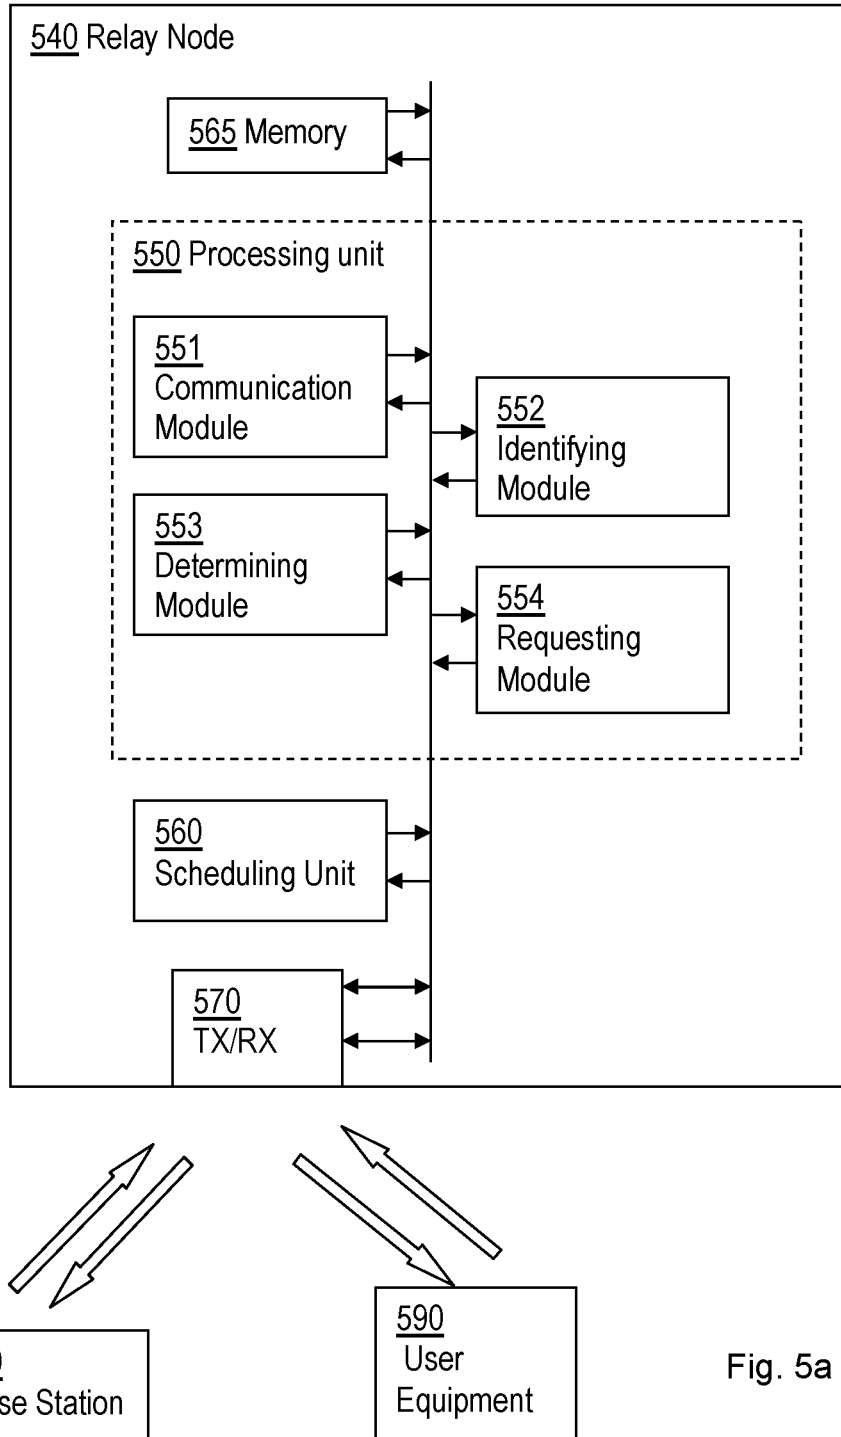 540 Relay Node
565 Memory
550 Processing unit
551
Communication
Module
552
Identifying
Module
553
Determining
Module
554
Requesting
Module
560
Scheduling Unit
570
TX/RX
590
User
Equipment
Station
Fig. 5a